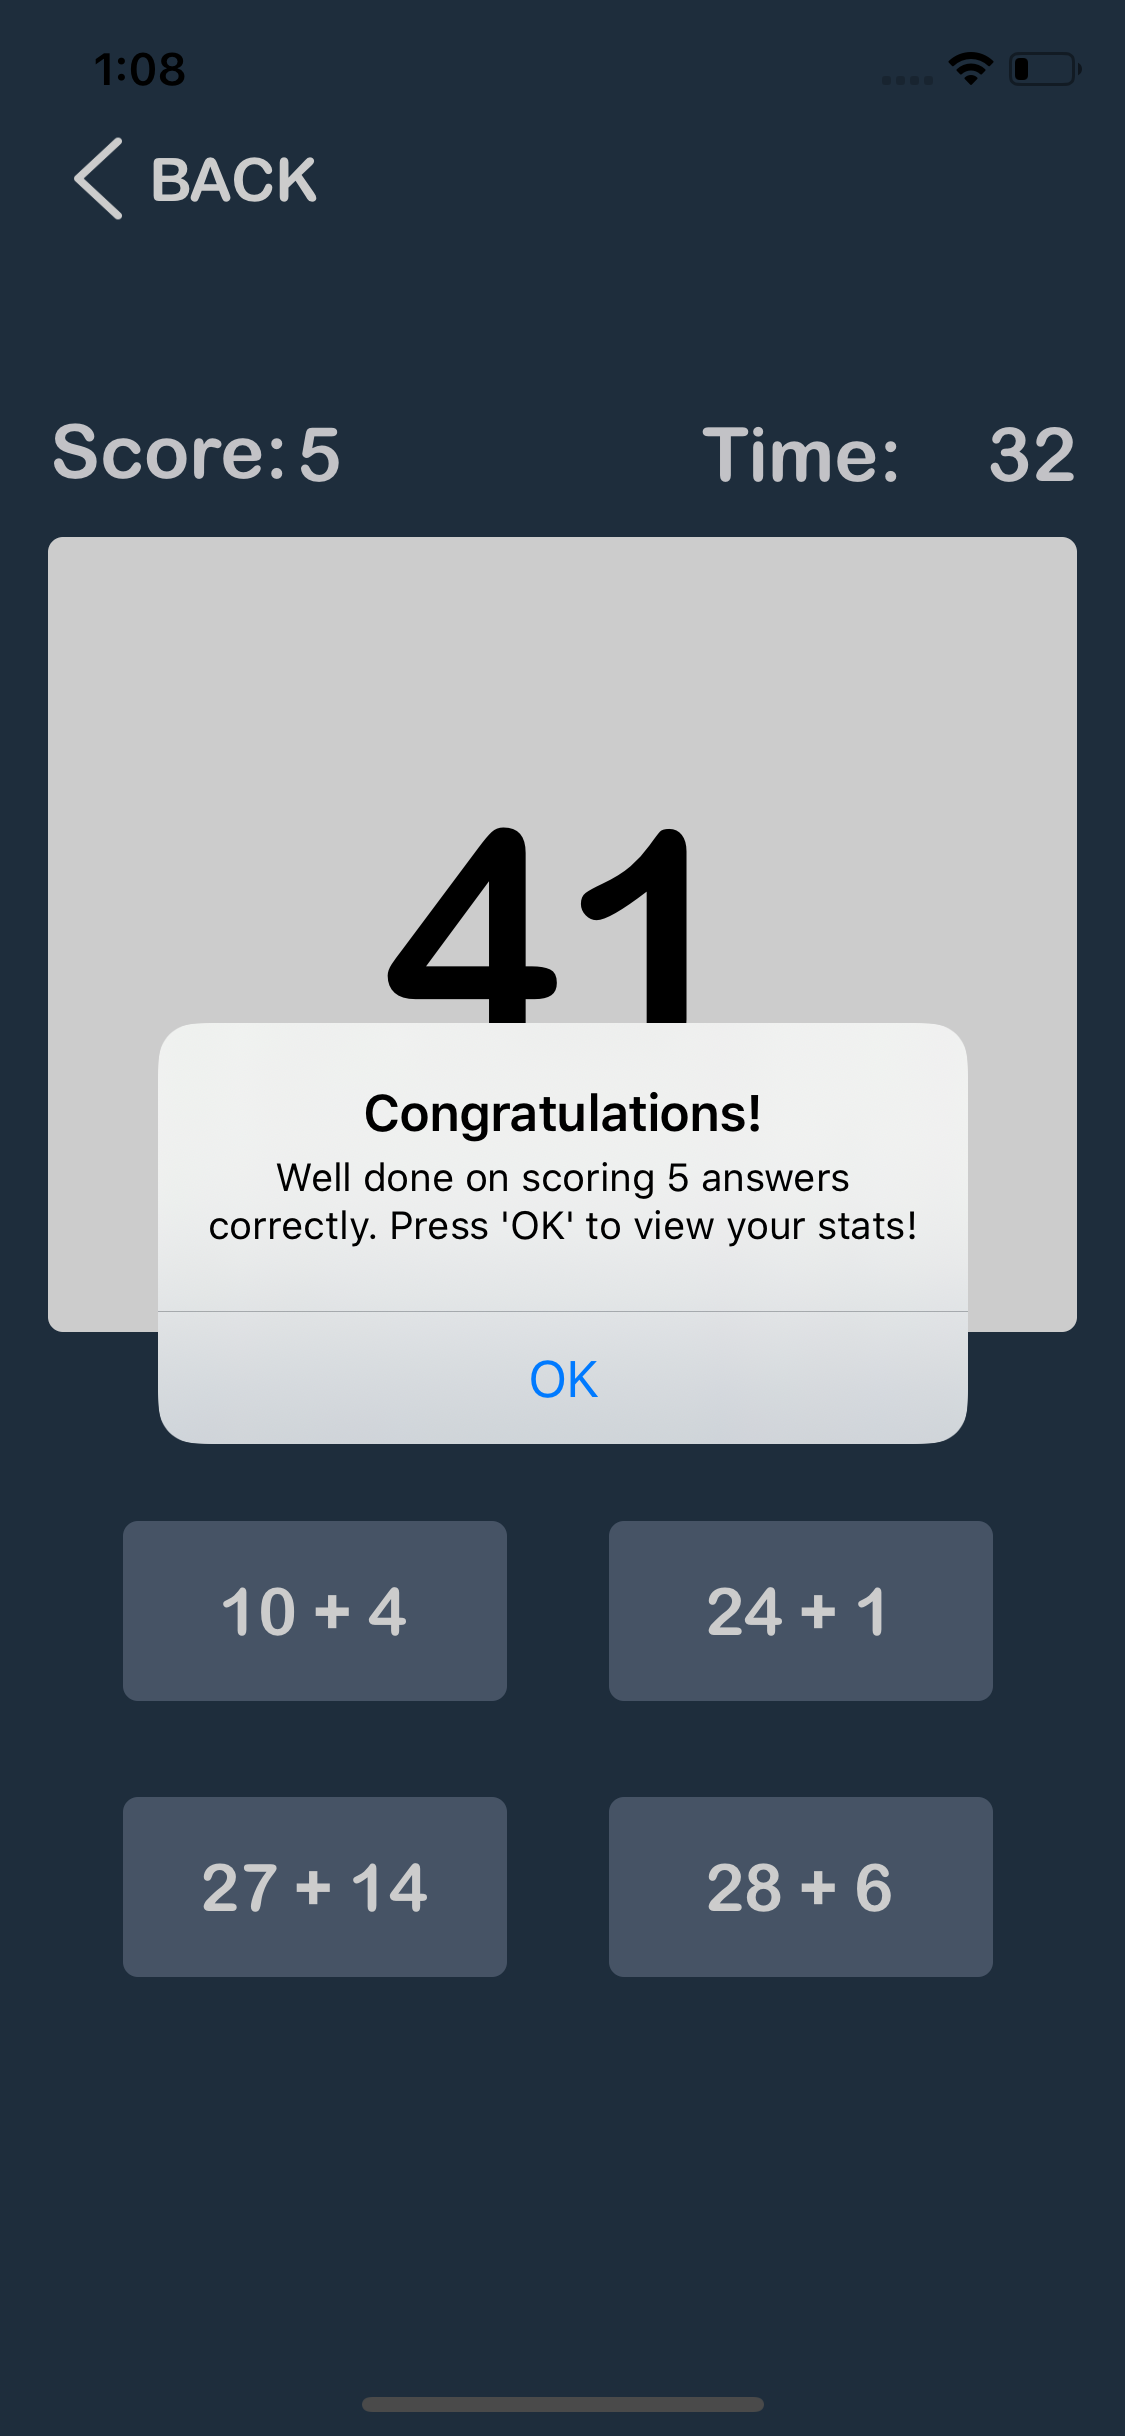 1:08
BACK
Score: 5
Time: 32
41
Congratulations!
Well done on scoring 5 answers
correctly. Press 'OK' to view your stats!
OK
10 + 4
24 + 1
27 + 14
28 + 6